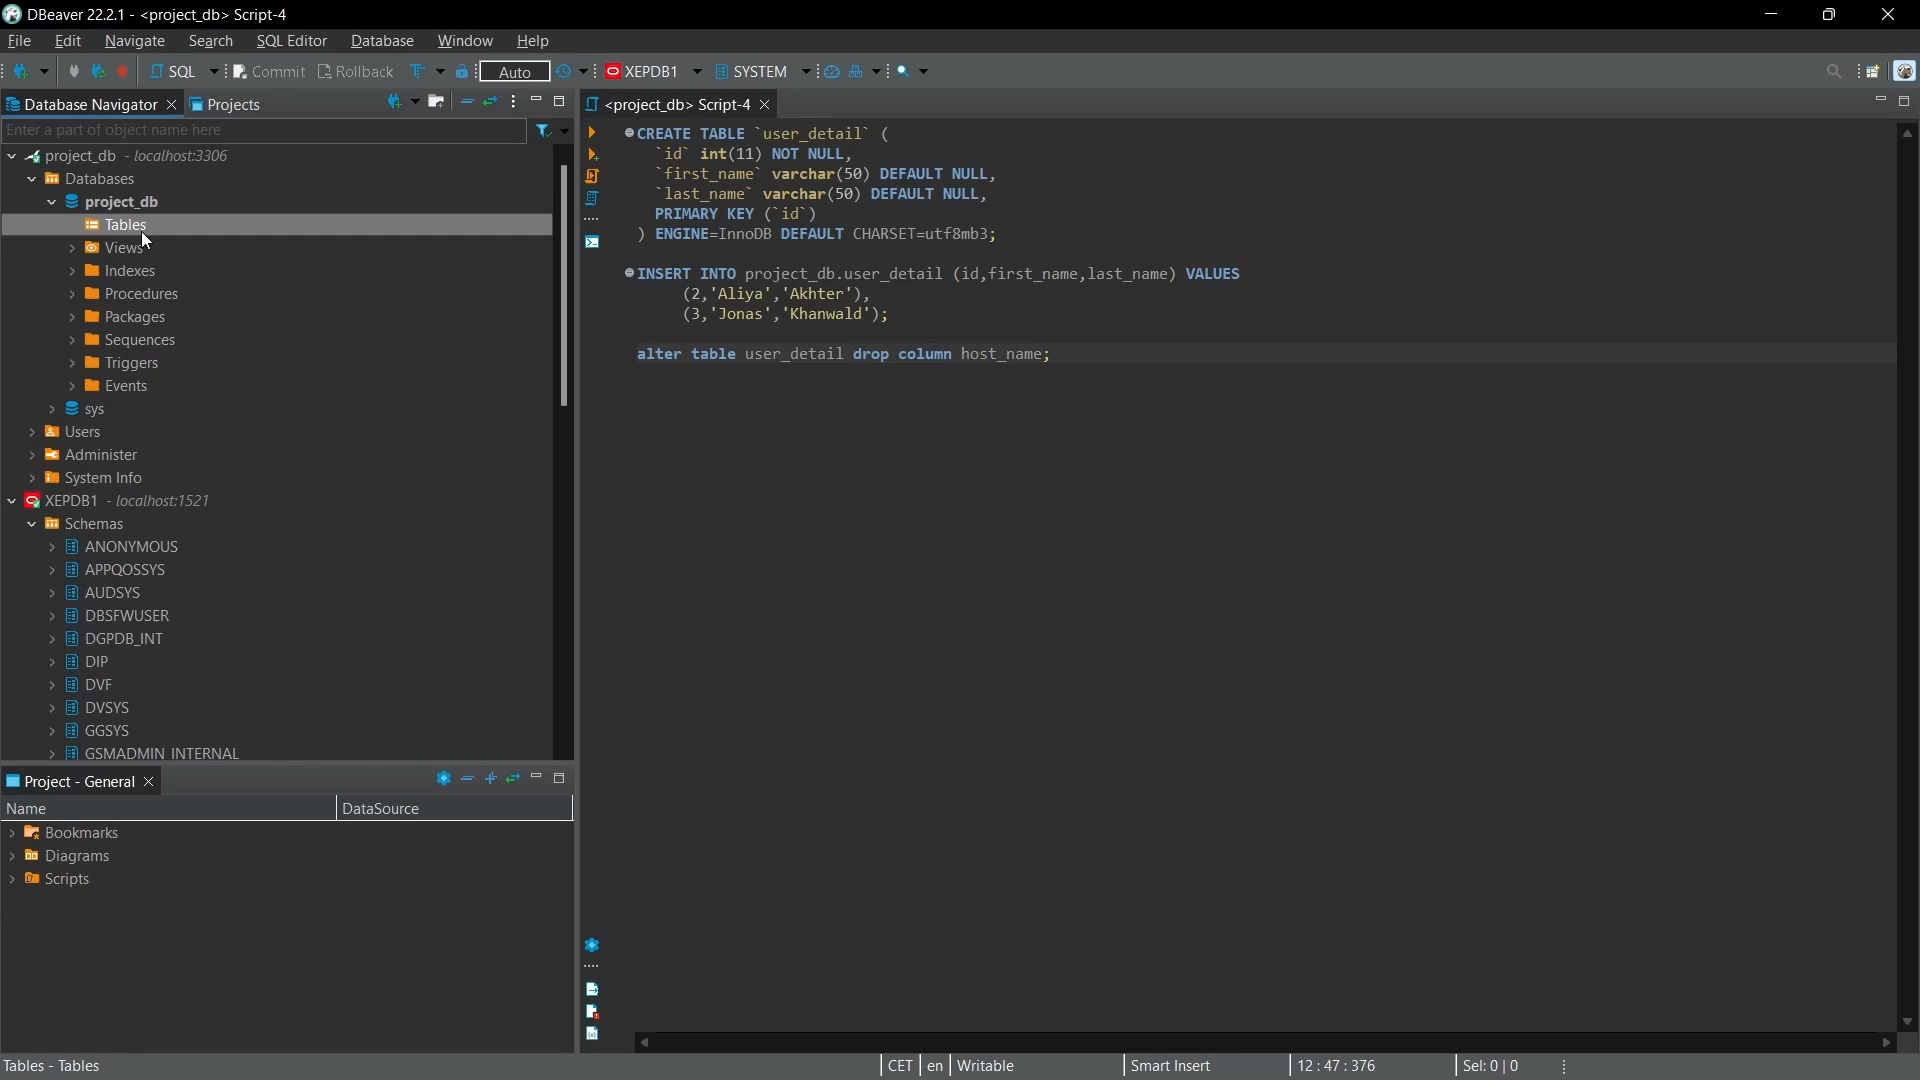 DBeaver 22.2.1 - <project_db> Script-4
File Edit Navigate Search SQL Editor Database Window Help
SQL Commit Rollback Auto XEPDB1 SYSTEM
Database Navigator Projects
Enter a part of object name here
project_db - localhost:3306
Databases
project_db
Tables
Views
Indexes
Procedures
Packages
Sequences
Triggers
Events
sys
Users
Administer
System Info
XEPDB1 - localhost:1521
Schemas
ANONYMOUS
APPQOSSYS
AUDSYS
DBSFWUSER
DGPDB_INT
DIP
DVF
DVSYS
GGSYS
GSMADMIN_INTERNAL
Project - General
Name DataSource
Bookmarks
Diagrams
Scripts
<project_db> Script-4
CREATE TABLE `user_detail` (
`id` int(11) NOT NULL,
`first_name` varchar(50) DEFAULT NULL,
`last_name` varchar(50) DEFAULT NULL,
PRIMARY KEY (`id`)
) ENGINE=InnoDB DEFAULT CHARSET=utf8mb3;
INSERT INTO project_db.user_detail (id,first_name,last_name) VALUES
(2,'Aliya','Akhter'),
(3,'Jonas','Khanwald');
alter table user_detail drop column host_name;
Tables - Tables CET en Writable Smart Insert 12 : 47 : 376 Sel: 0 | 0